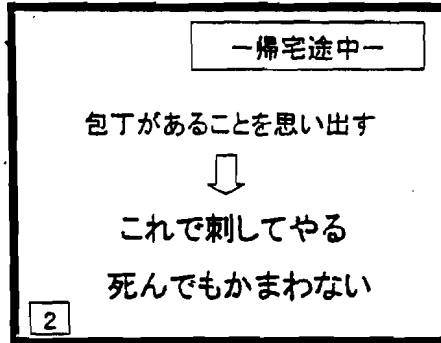 ー帰宅途中ー
包丁があることを思い出す
これで刺してやる
死んでもかまわない
2